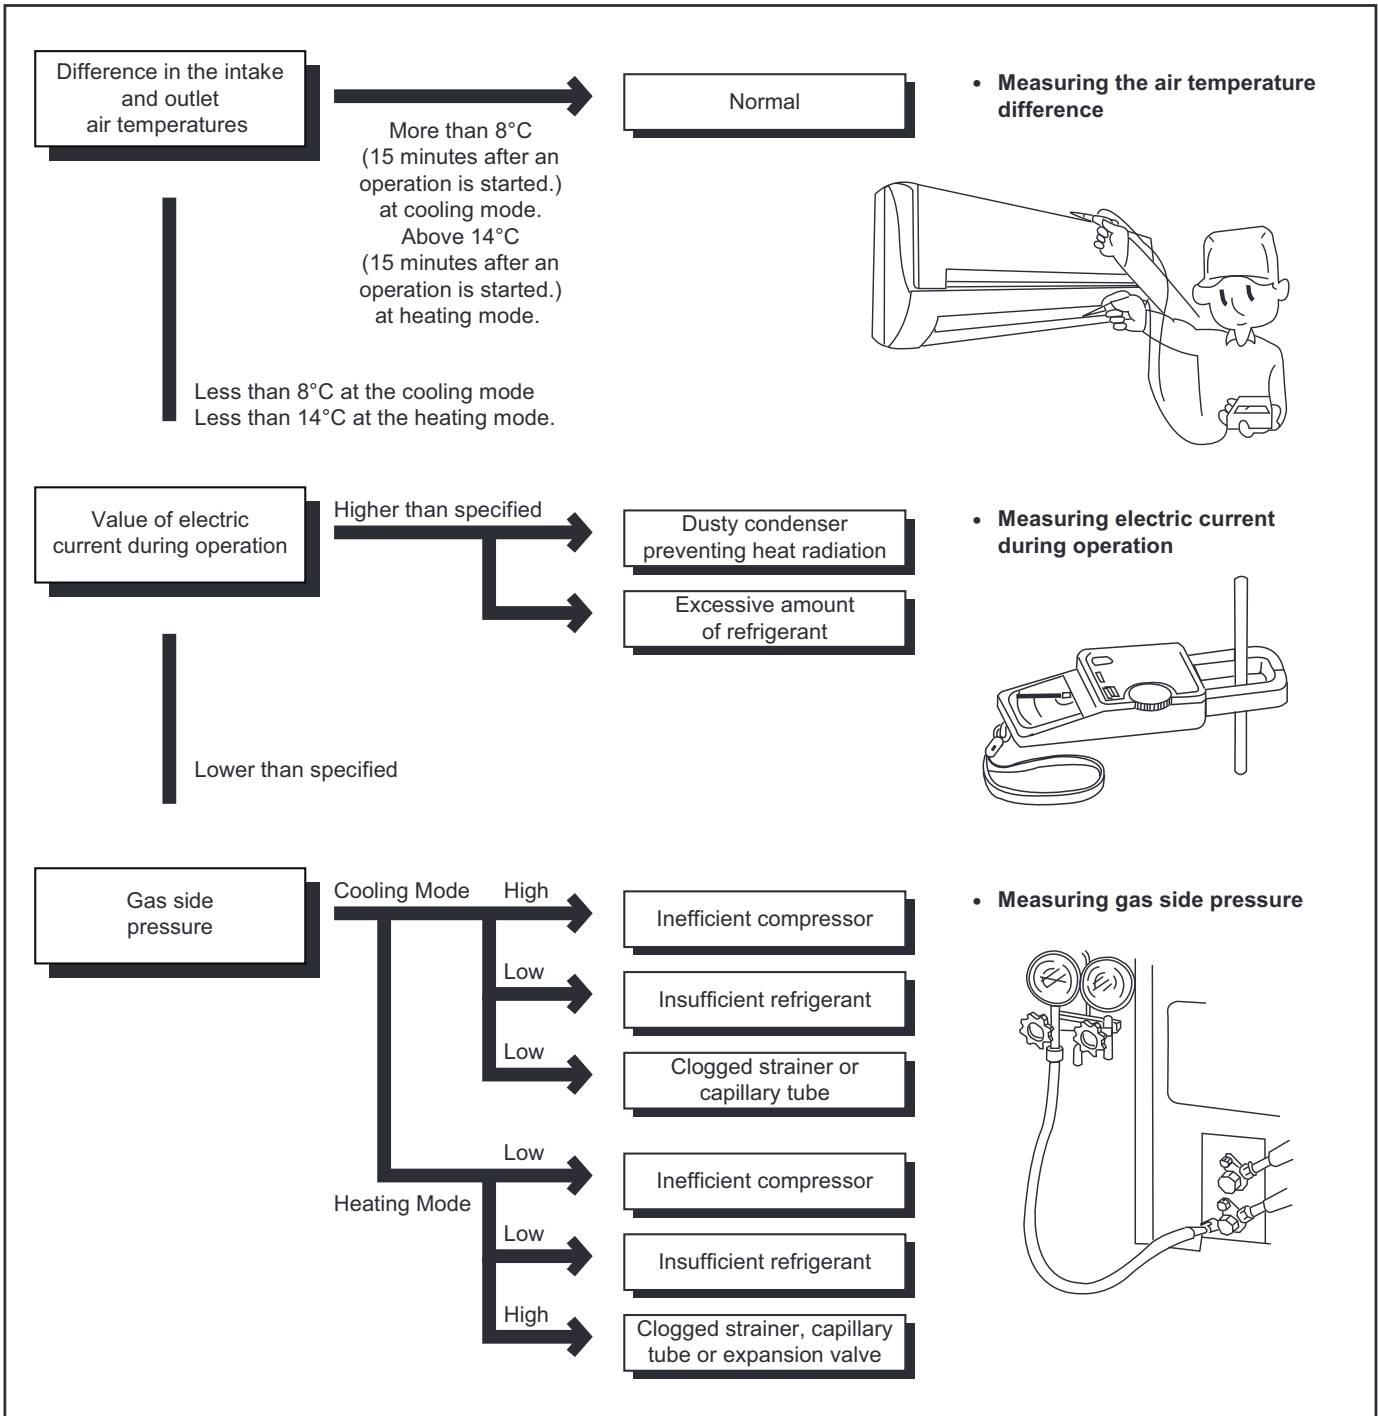 Difference in the intake
and outlet
air temperatures
More than 8°C
(15 minutes after an
operation is started.)
at cooling mode.
Above 14°C
(15 minutes after an
operation is started.)
at heating mode.
Normal
• Measuring the air temperature
difference
Less than 8°C at the cooling mode
Less than 14°C at the heating mode.
Value of electric
current during operation
Higher than specified
Dusty condenser
preventing heat radiation
Excessive amount
of refrigerant
• Measuring electric current
during operation
Lower than specified
Gas side
pressure
Cooling Mode
High
Inefficient compressor
Low
Insufficient refrigerant
Low
Clogged strainer or
capillary tube
• Measuring gas side pressure
Heating Mode
Low
Inefficient compressor
Low
Insufficient refrigerant
High
Clogged strainer, capillary
tube or expansion valve